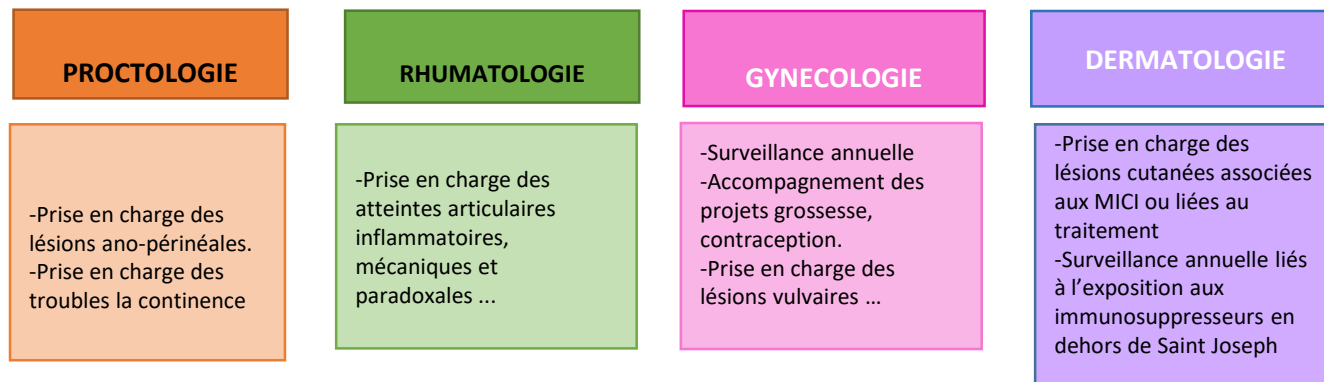 PROCTOLOGIE
-Prise en charge des
lésions ano-périnéales.
-Prise en charge des
troubles la continence
RHUMATOLOGIE
-Prise en charge des
atteintes articulaires
inflammatoires,
mécaniques et
paradoxales ...
GYNECOLOGIE
-Surveillance annuelle
-Accompagnement des
projets grossesse,
contraception.
-Prise en charge des
lésions vulvaires …
DERMATOLOGIE
-Prise en charge des
lésions cutanées associées
aux MICI ou liées au
traitement
-Surveillance annuelle liés
à l’exposition aux
immunosuppresseurs en
dehors de Saint Joseph